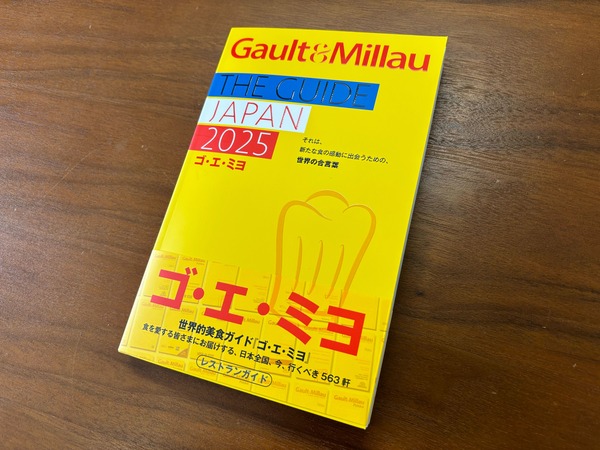 Gault&Millau
THE GUIDE
JAPAN
2025
ゴ・エ・ミヨ
それは、
新たな食の感動に出会うための、
世界の合言葉
ゴ・エ・ミヨ
世界的美食ガイド『ゴ・エ・ミヨ』
食を愛する皆さまにお届けする、日本全国、今、行くべき563軒
レストランガイド